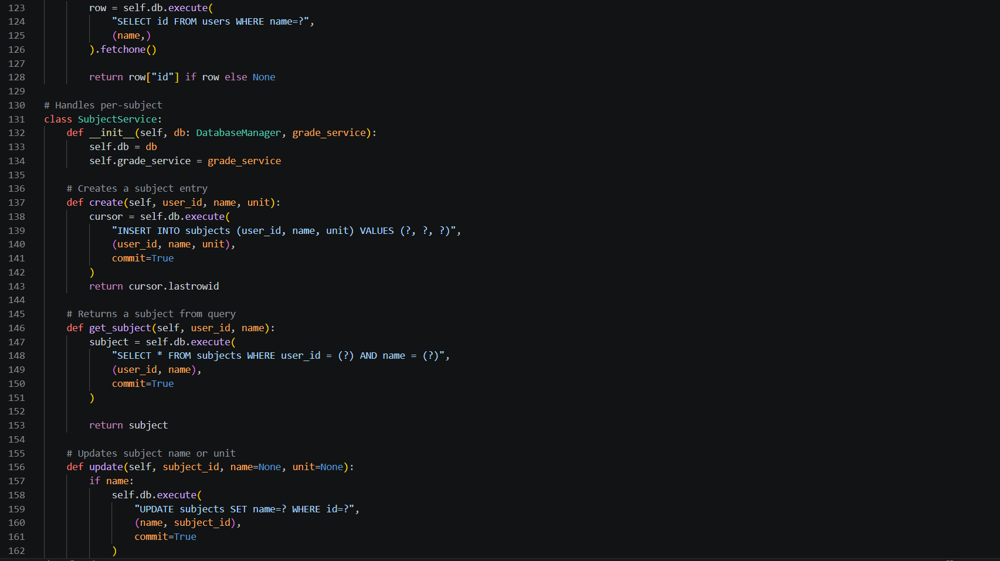 123 row = self.db.execute(
124 "SELECT id FROM users WHERE name=?",
125 (name,)
126 ).fetchone()
127
128 return row["id"] if row else None
129
130 # Handles per-subject
131 class SubjectService:
132 def __init__(self, db: DatabaseManager, grade_service):
133 self.db = db
134 self.grade_service = grade_service
135
136 # Creates a subject entry
137 def create(self, user_id, name, unit):
138 cursor = self.db.execute(
139 "INSERT INTO subjects (user_id, name, unit) VALUES (?, ?, ?)",
140 (user_id, name, unit),
141 commit=True
142 )
143 return cursor.lastrowid
144
145 # Returns a subject from query
146 def get_subject(self, user_id, name):
147 subject = self.db.execute(
148 "SELECT * FROM subjects WHERE user_id = (?) AND name = (?)",
149 (user_id, name),
150 commit=True
151 )
152
153 return subject
154
155 # Updates subject name or unit
156 def update(self, subject_id, name=None, unit=None):
157 if name:
158 self.db.execute(
159 "UPDATE subjects SET name=? WHERE id=?",
160 (name, subject_id),
161 commit=True
162 )